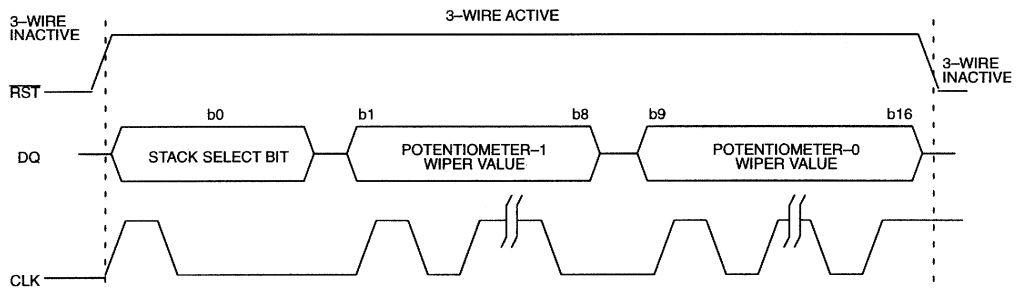 3–WIRE
INACTIVE
3–WIRE ACTIVE
3–WIRE
INACTIVE
RST
b0
b1
b8
b9
b16
DQ
STACK SELECT BIT
POTENTIOMETER–1
WIPER VALUE
POTENTIOMETER–0
WIPER VALUE
CLK